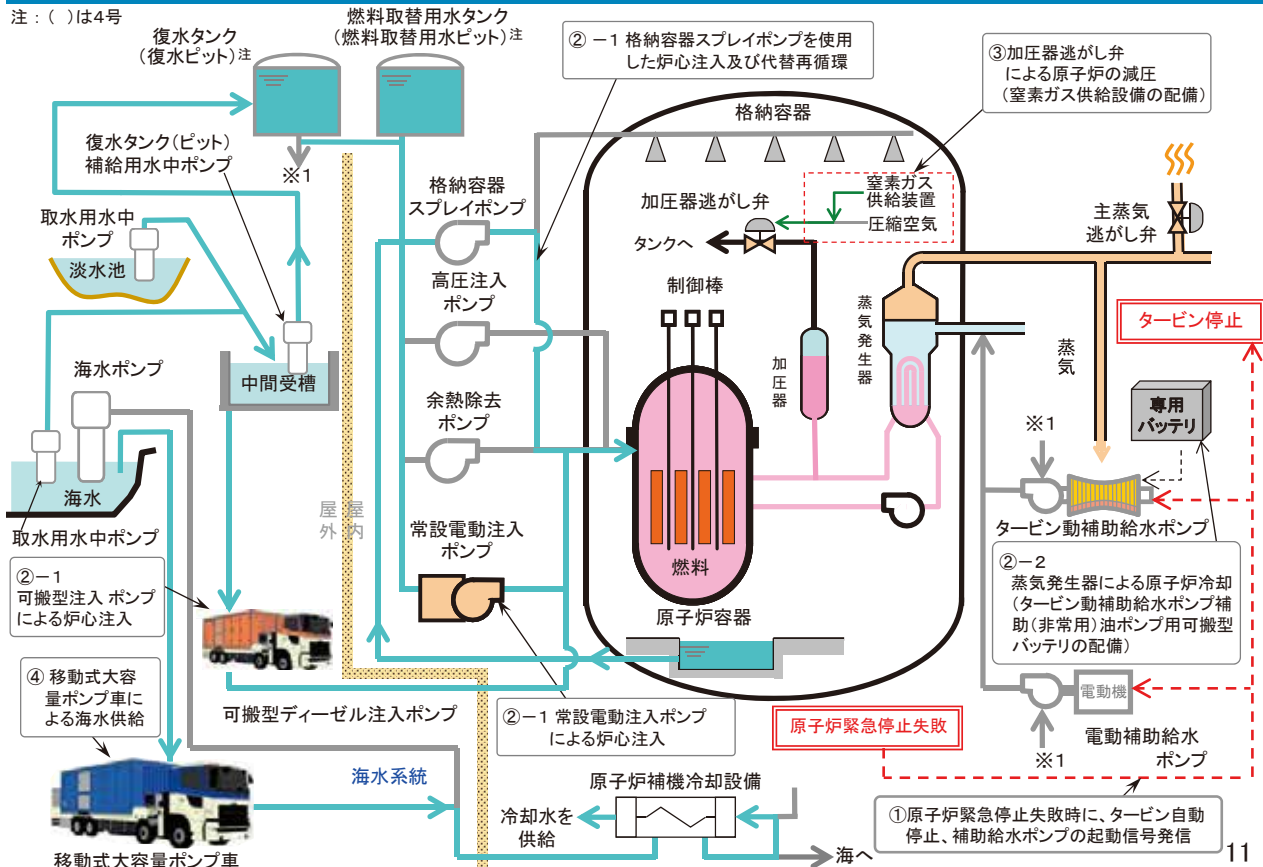 注：( )は4号
復水タンク
(復水ピット)注
燃料取替用水タンク
(燃料取替用水ピット)注
②－1 格納容器スプレイポンプを使用
した炉心注入及び代替再循環
③加圧器逃がし弁
による原子炉の減圧
(窒素ガス供給設備の配備)
格納容器
復水タンク(ピット)
補給用水中ポンプ
※1
格納容器
スプレイポンプ
窒素ガス
供給装置
圧縮空気
加圧器逃がし弁
タンクへ
主蒸気
逃がし弁
取水用水中
ポンプ
淡水池
高圧注入
ポンプ
制御棒
蒸気発生器
加圧器
タービン停止
蒸気
海水ポンプ
中間受槽
余熱除去
ポンプ
専用
バッテリ
※1
海水
取水用水中ポンプ
屋外
屋内
常設電動注入
ポンプ
燃料
原子炉容器
タービン動補助給水ポンプ
②－1
可搬型注入 ポンプ
による炉心注入
②－2
蒸気発生器による原子炉冷却
(タービン動補助給水ポンプ補
助(非常用)油ポンプ用可搬型
バッテリの配備)
④ 移動式大容
量ポンプ車に
よる海水供給
可搬型ディーゼル注入ポンプ
②－1 常設電動注入ポンプ
による炉心注入
原子炉緊急停止失敗
電動機
※1
電動補助給水
ポンプ
海水系統
原子炉補機冷却設備
冷却水を
供給
①原子炉緊急停止失敗時に、タービン自動
停止、補助給水ポンプの起動信号発信
海へ
移動式大容量ポンプ車
11